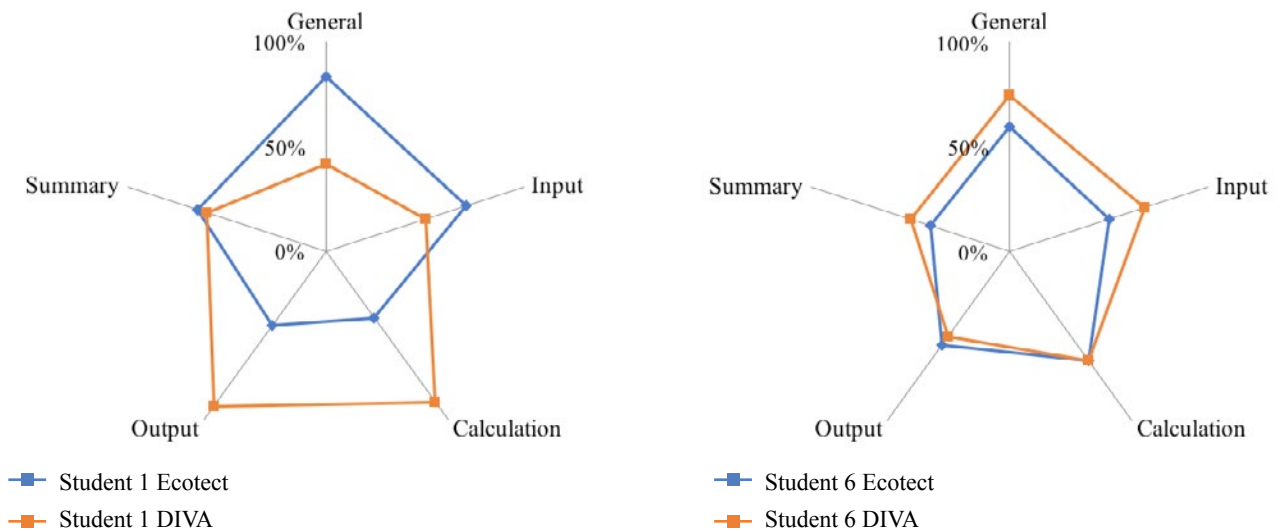 General
100%
50%
Summary
Input
0%
Output
Calculation
Student 1 Ecotect
Student 1 DIVA
General
100%
50%
Summary
Input
0%
Output
Calculation
Student 6 Ecotect
Student 6 DIVA